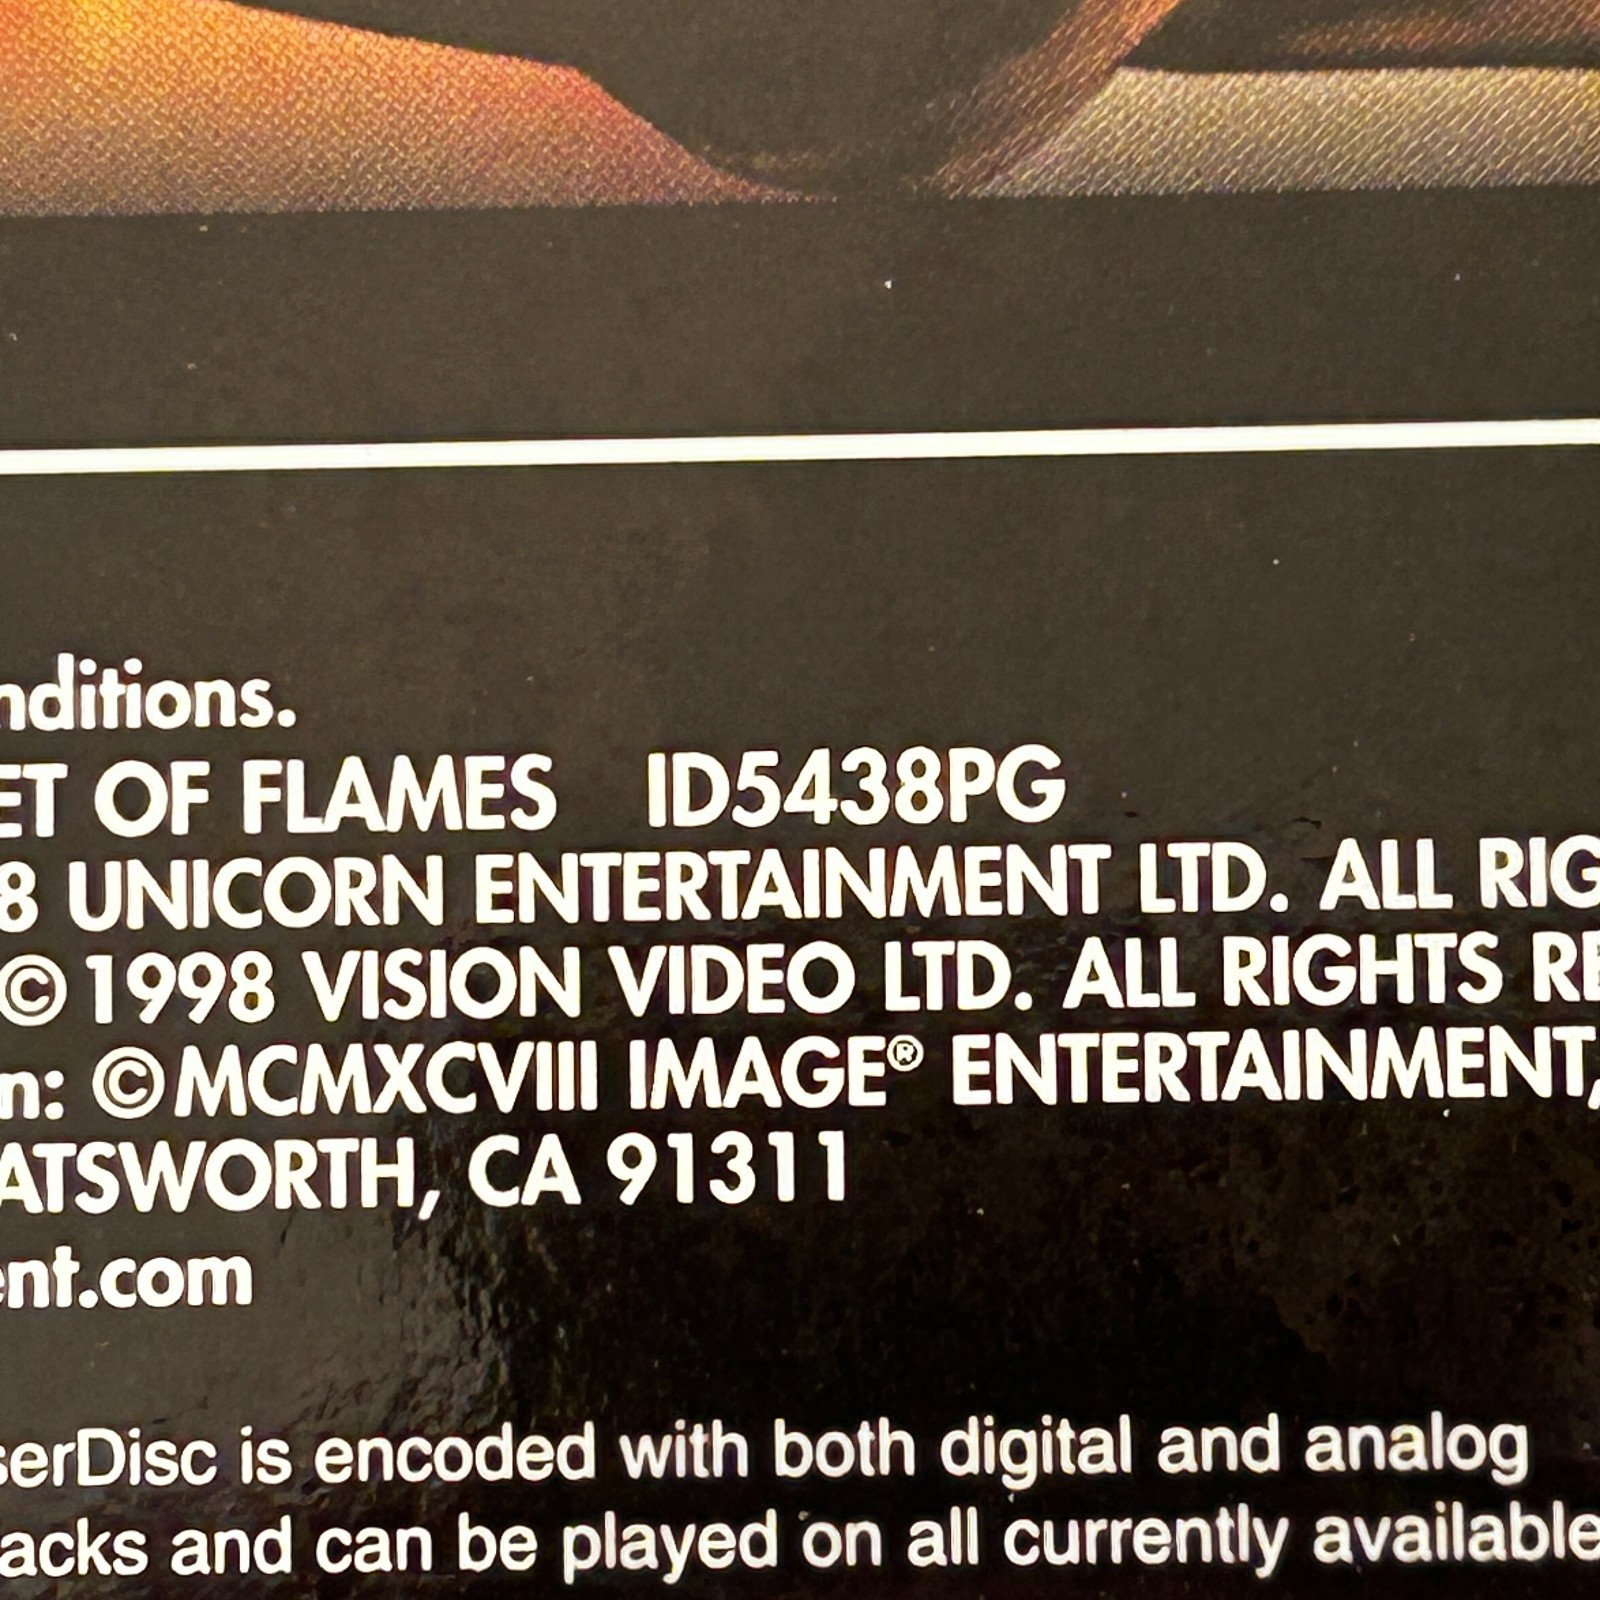 nditions.
ET OF FLAMES ID5438PG
8 UNICORN ENTERTAINMENT LTD. ALL RIG
©1998 VISION VIDEO LTD. ALL RIGHTS RE
n: ©MCMXCVIII IMAGE® ENTERTAINMENT,
ATSWORTH, CA 91311
ent.com
serDisc is encoded with both digital and analog
acks and can be played on all currently available